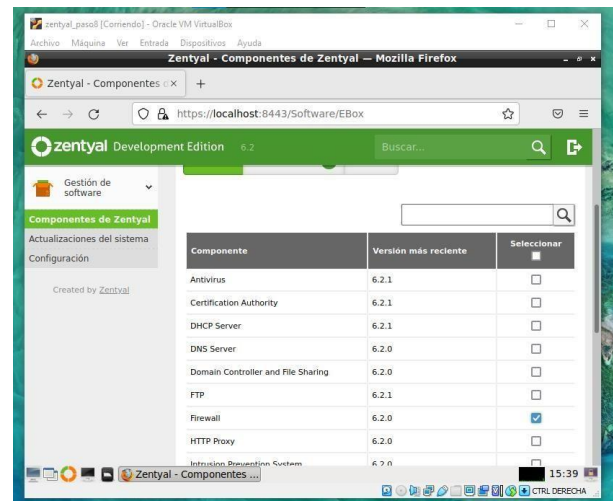 zentyal_paso8 [Corriendo] - Oracle VM VirtualBox
Archivo Máquina Ver Entrada Dispositivos Ayuda
Zentyal - Componentes de Zentyal — Mozilla Firefox
Zentyal - Componentes
https://localhost:8443/Software/EBox
zentyal Development Edition 6.2
Buscar...
Gestión de software
Componentes de Zentyal
Actualizaciones del sistema
Configuración
Created by Zentyal
Componente Versión más reciente Seleccionar
Antivirus 6.2.1
Certification Authority 6.2.1
DHCP Server 6.2.1
DNS Server 6.2.0
Domain Controller and File Sharing 6.2.0
FTP 6.2.1
Firewall 6.2.0
HTTP Proxy 6.2.0
Intrusion Prevention System 6.2.0
Zentyal - Componentes ...
15:39
CTRL DERECHA